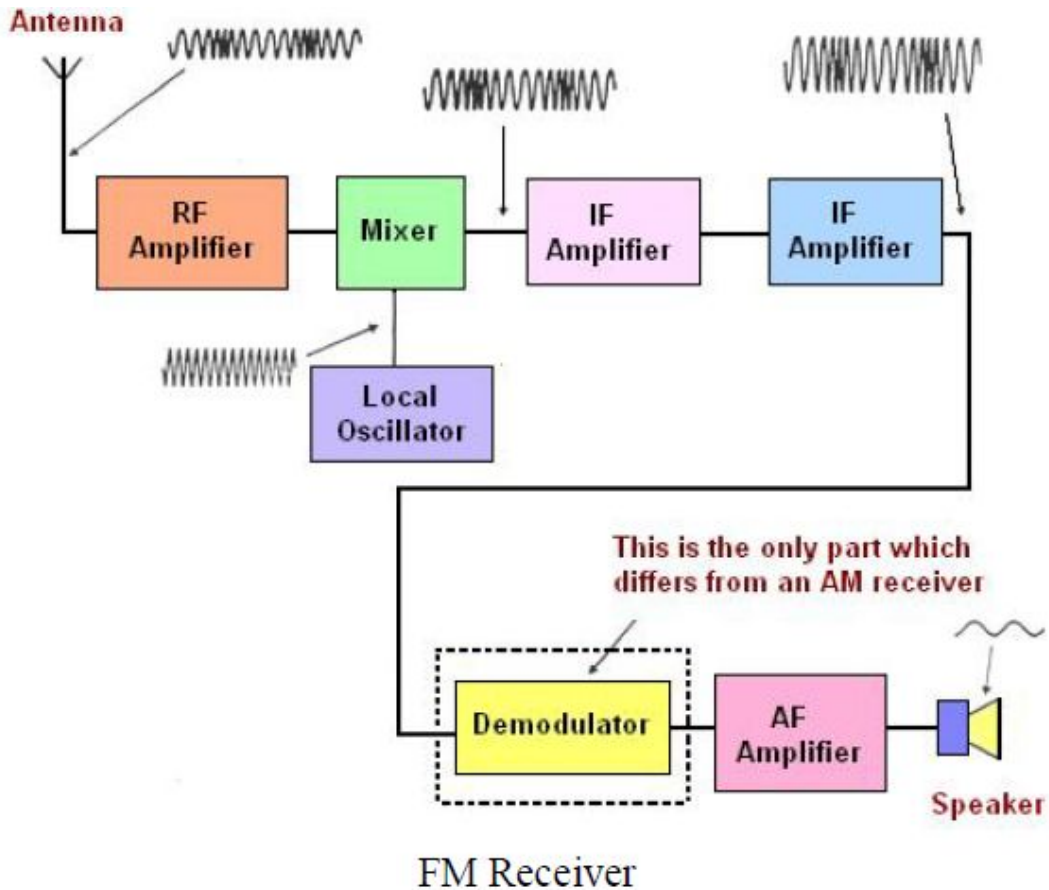 Antenna
RF
Amplifier
Mixer
IF
Amplifier
IF
Amplifier
Local
Oscillator
This is the only part which
differs from an AM receiver
Demodulator
AF
Amplifier
Speaker
FM Receiver